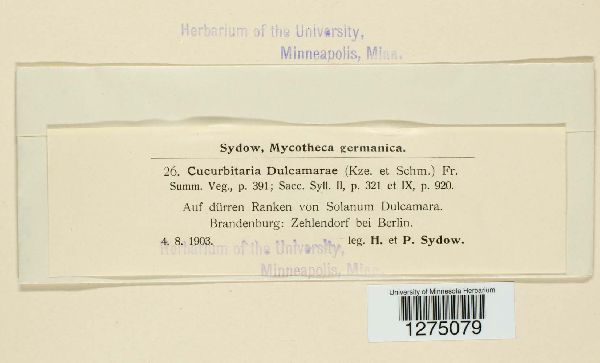 Herbarium of the University,
Minneapolis, Minn.
Sydow, Mycotheca germanica.
26. Cucurbitaria Dulcamarae (Kze. et Schm.) Fr.
Summ. Veg., p. 391; Sacc. Syll. II, p. 321 et IX, p. 920.
Auf dürren Ranken von Solanum Dulcamara.
Brandenburg: Zehlendorf bei Berlin.
4. 8. 1903. leg. H. et P. Sydow.
Herbarium of the University,
Minneapolis, Minn.
University of Minnesota Herbarium
1275079